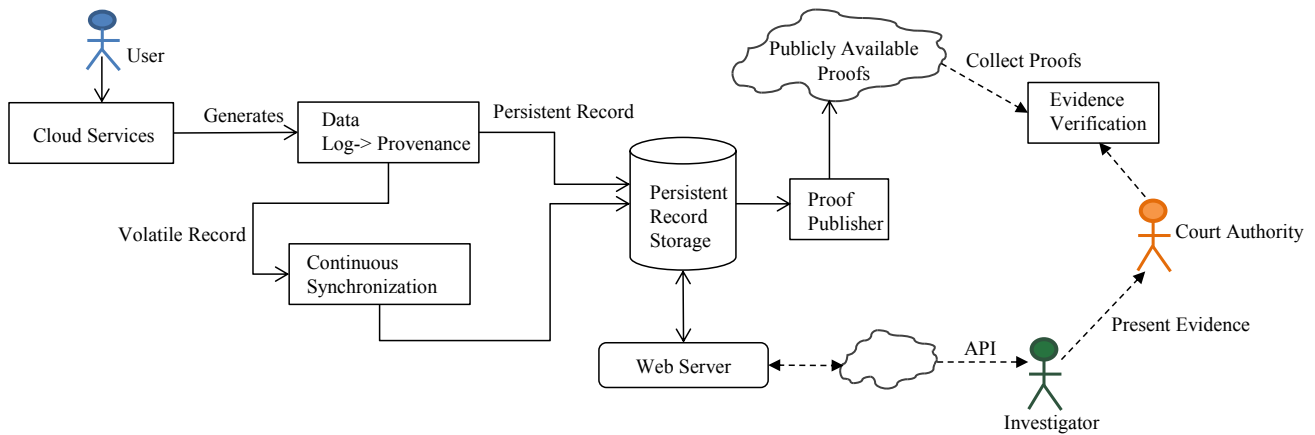 User
Cloud Services
Generates
Data
Log-> Provenance
Persistent Record
Volatile Record
Continuous
Synchronization
Persistent
Record
Storage
Proof
Publisher
Publicly Available
Proofs
Collect Proofs
Evidence
Verification
Court Authority
Present Evidence
Web Server
API
Investigator